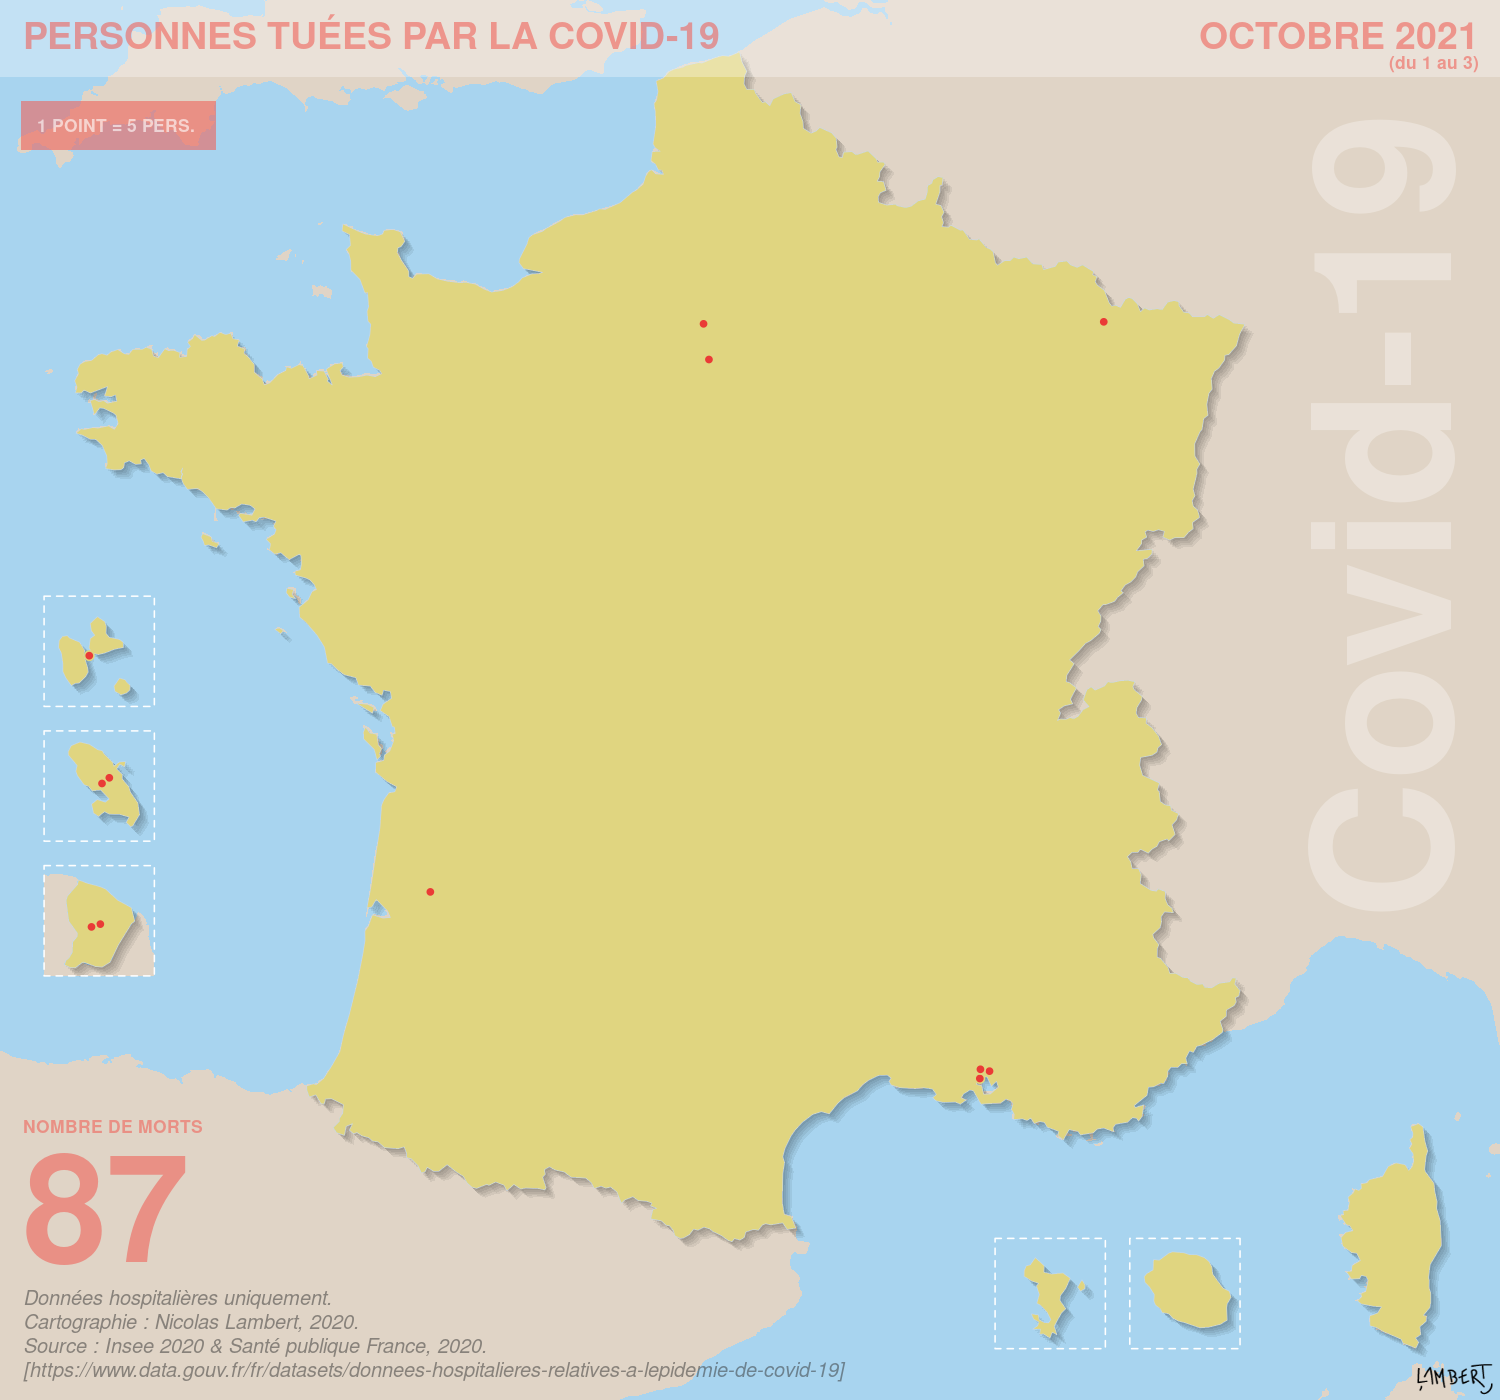 PERSONNES TUÉES PAR LA COVID-19
OCTOBRE 2021
(du 1 au 3)
1 POINT = 5 PERS.
Covid-19
NOMBRE DE MORTS
87
Données hospitalières uniquement.
Cartographie : Nicolas Lambert, 2020.
Source : Insee 2020 & Santé publique France, 2020.
[https://www.data.gouv.fr/fr/datasets/donnees-hospitalieres-relatives-a-lepidemie-de-covid-19]
LAMBERT